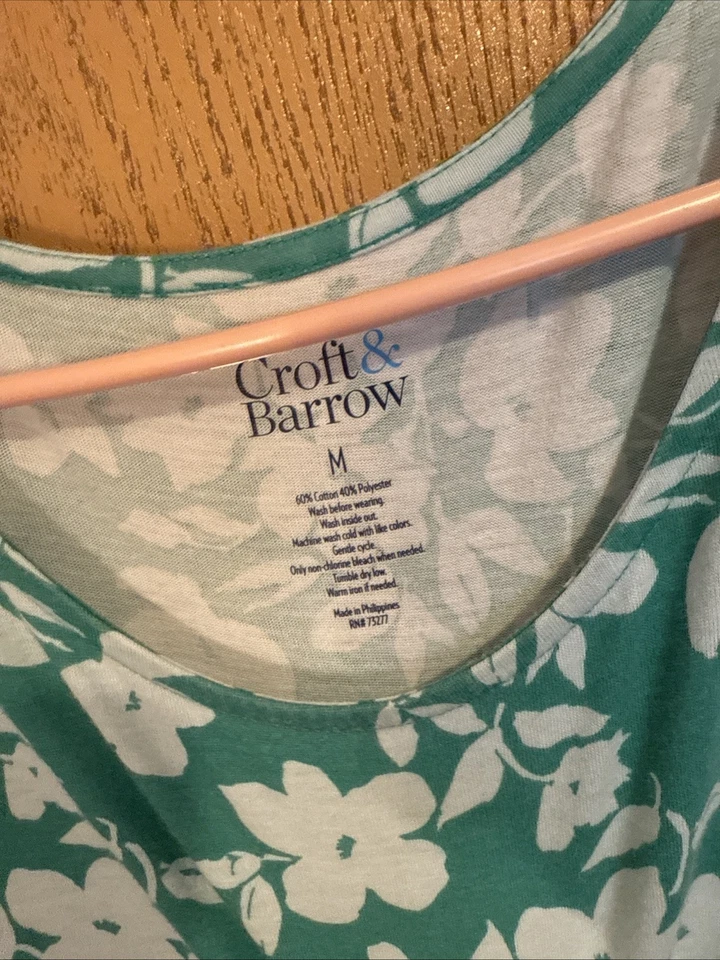 Croft&
Barrow
M
60% Cotton 40% Polyester
Wash before wearing.
Wash inside out.
Machine wash cold with like colors.
Gentle cycle.
Only non-chlorine bleach when needed.
Tumble dry low.
Warm iron if needed.
Made in Philippines
RN# 73277